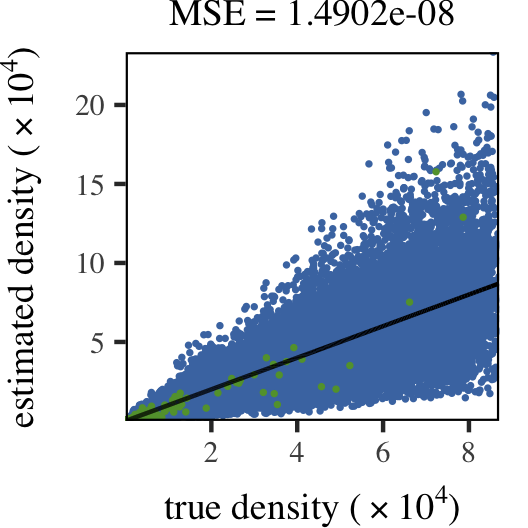 MSE = 1.4902e-08
estimated density ( × 10⁴)
20
15
10
5
2 4 6 8
true density ( × 10⁴)